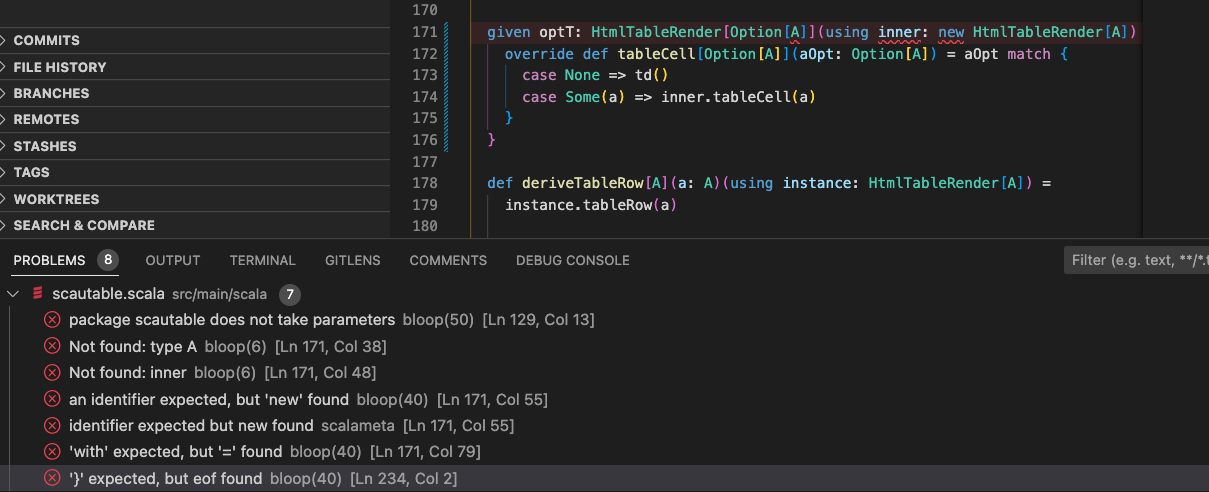 170
COMMITS
171 given optT: HtmlTableRender[Option[A]](using inner: new HtmlTableRender[A])
172 override def tableCell[Option[A]](aOpt: Option[A]) = aOpt match {
FILE HISTORY
173 case None => td()
BRANCHES
174 case Some(a) => inner.tableCell(a)
REMOTES
175 }
STASHES
176 }
177
TAGS
178 def deriveTableRow[A](a: A)(using instance: HtmlTableRender[A]) =
WORKTREES
179 instance.tableRow(a)
SEARCH & COMPARE
180
PROBLEMS 8 OUTPUT TERMINAL GITLENS COMMENTS DEBUG CONSOLE Filter (e.g. text, **/*.t
scautable.scala src/main/scala 7
package scautable does not take parameters bloop(50) [Ln 129, Col 13]
Not found: type A bloop(6) [Ln 171, Col 38]
Not found: inner bloop(6) [Ln 171, Col 48]
an identifier expected, but 'new' found bloop(40) [Ln 171, Col 55]
identifier expected but new found scalameta [Ln 171, Col 55]
'with' expected, but '=' found bloop(40) [Ln 171, Col 79]
'}' expected, but eof found bloop(40) [Ln 234, Col 2]